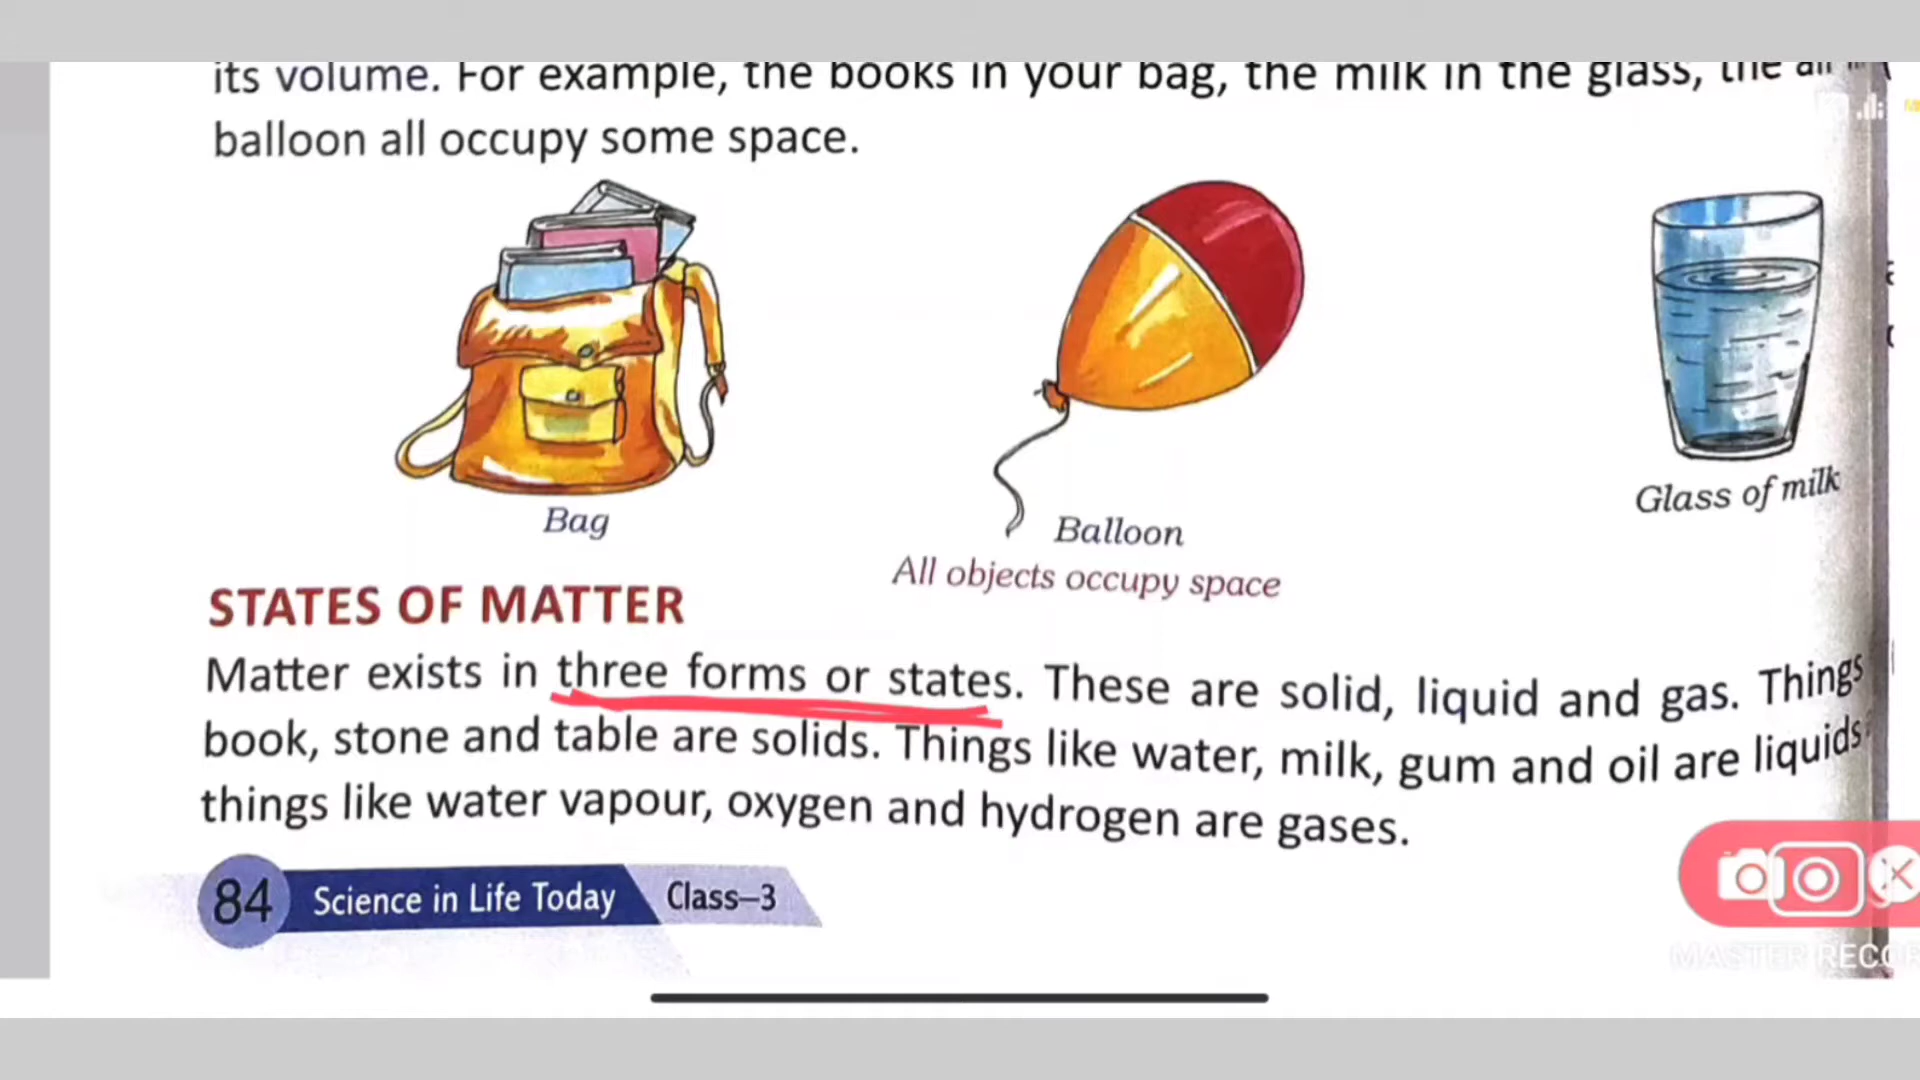 its volume. For example, the books in your bag, the milk in the glass, the air
balloon all occupy some space.
Bag
Balloon
Glass of milk
All objects occupy space
STATES OF MATTER
Matter exists in three forms or states. These are solid, liquid and gas. Things
book, stone and table are solids. Things like water, milk, gum and oil are liquids
things like water vapour, oxygen and hydrogen are gases.
84 Science in Life Today Class–3
MASTER RECOR